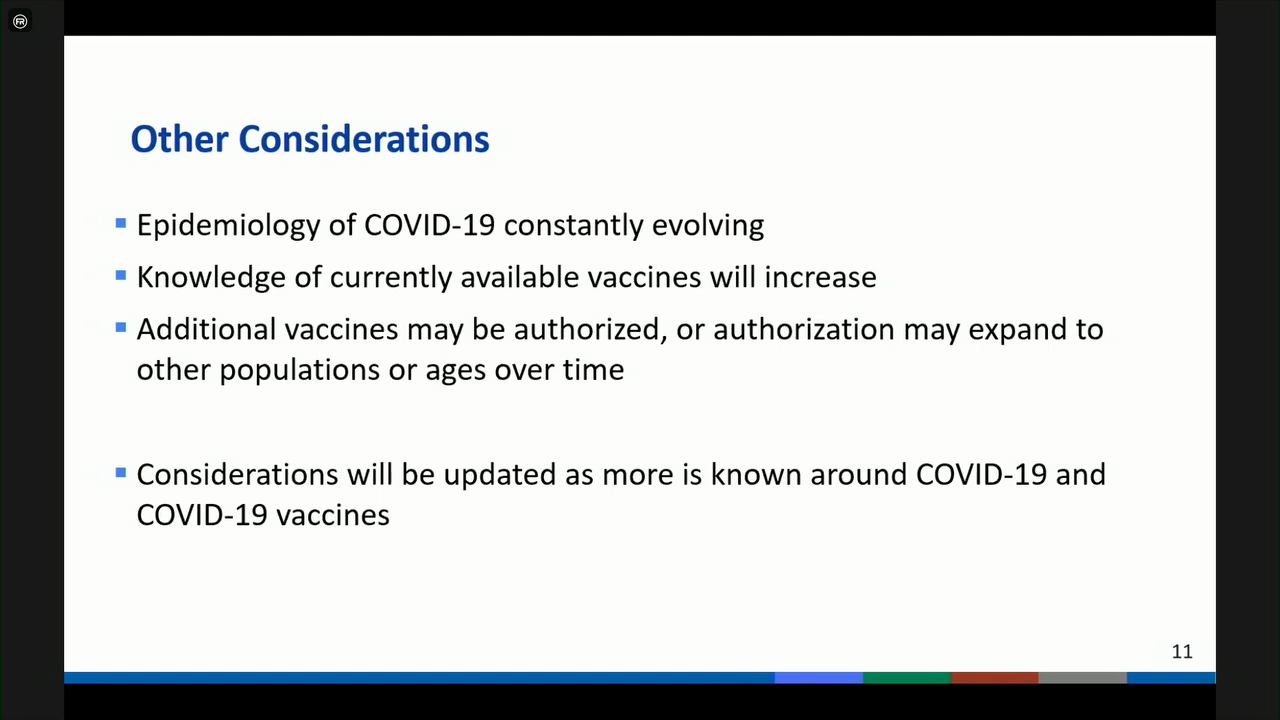 Other Considerations
Epidemiology of COVID-19 constantly evolving
Knowledge of currently available vaccines will increase
Additional vaccines may be authorized, or authorization may expand to
other populations or ages over time
Considerations will be updated as more is known around COVID-19 and
COVID-19 vaccines
11